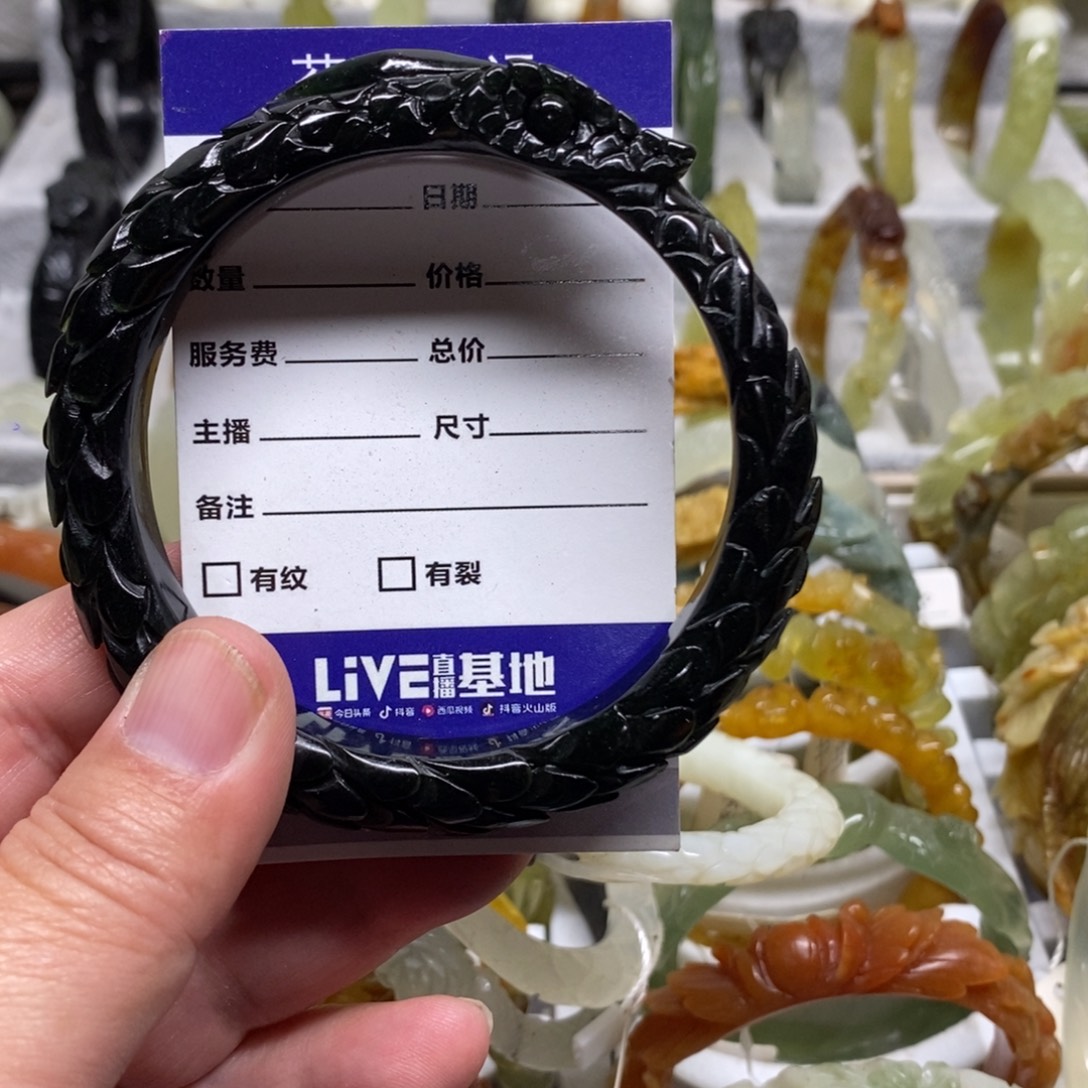 日期
数量 价格
服务费 总价
主播 尺寸
备注
有纹 有裂
LiVE直播基地
今日头条 抖音 西瓜视频 抖音火山版